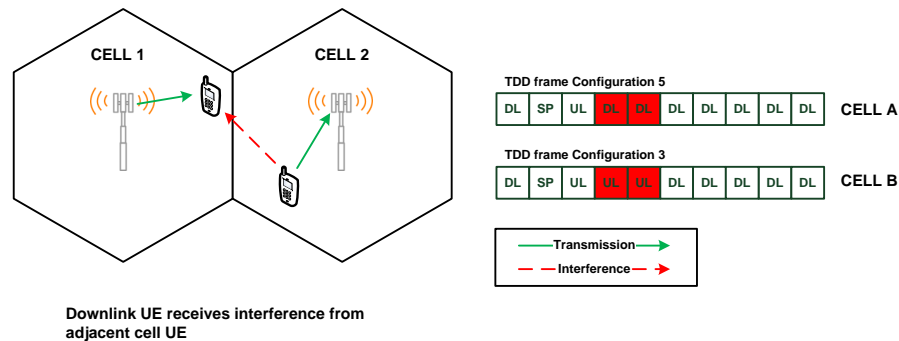 CELL 1
CELL 2
TDD frame Configuration 5
DL SP UL DL DL DL DL DL DL DL
CELL A
TDD frame Configuration 3
DL SP UL UL UL DL DL DL DL DL
CELL B
Transmission
Interference
Downlink UE receives interference from
adjacent cell UE